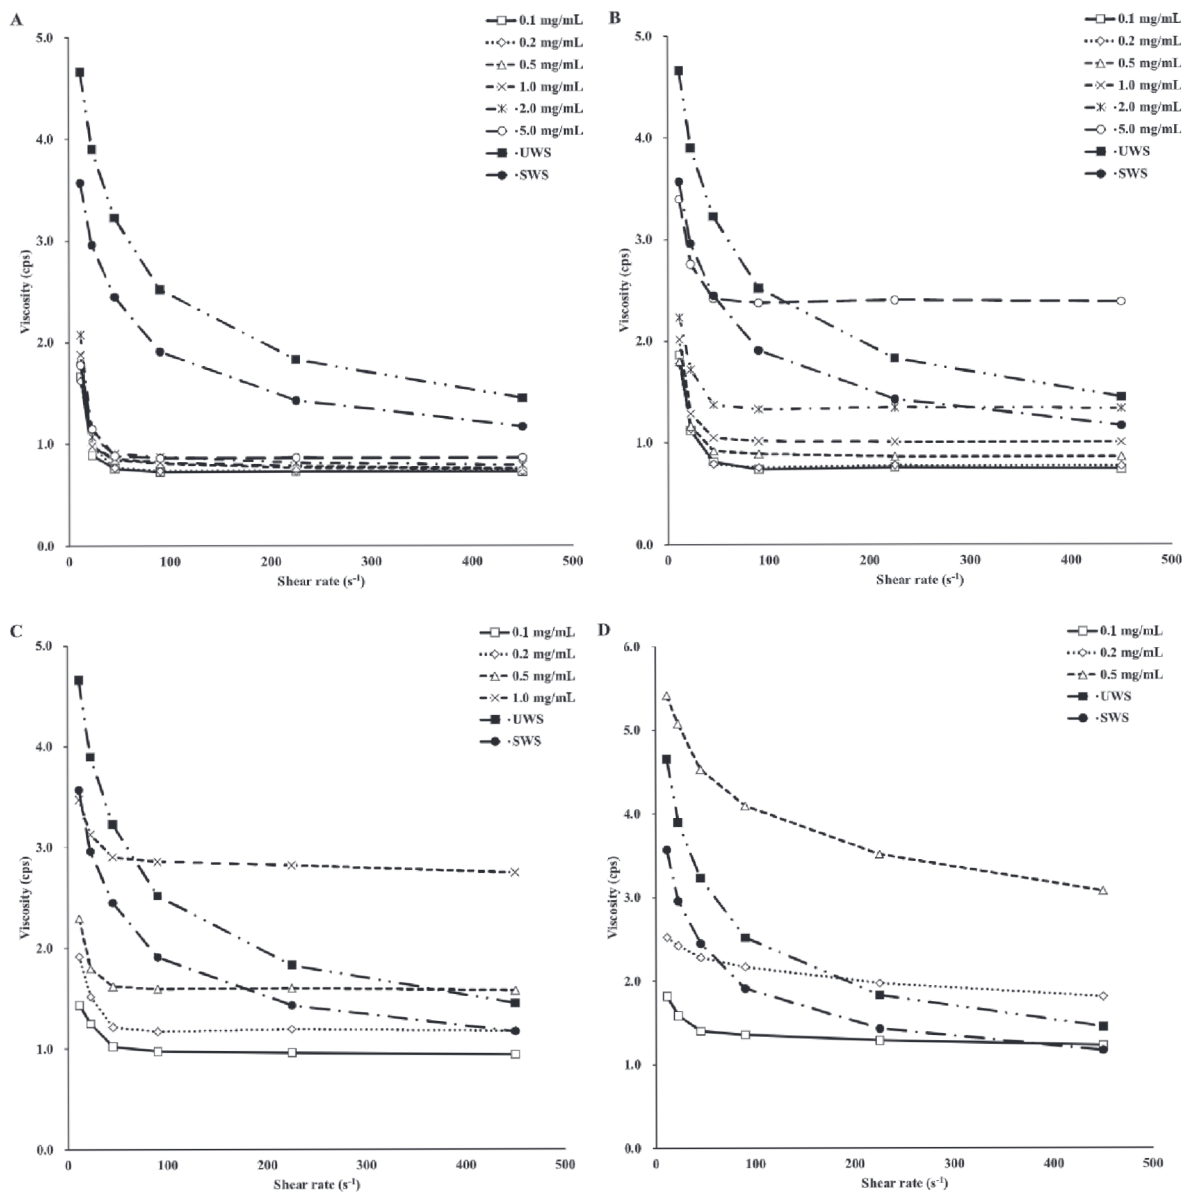 A
0.1 mg/mL
0.2 mg/mL
0.5 mg/mL
1.0 mg/mL
2.0 mg/mL
5.0 mg/mL
UWS
SWS
5.0
4.0
3.0
2.0
1.0
0.0
Viscosity (cps)
0 100 200 300 400 500
Shear rate (s⁻¹)
B
0.1 mg/mL
0.2 mg/mL
0.5 mg/mL
1.0 mg/mL
2.0 mg/mL
5.0 mg/mL
UWS
SWS
5.0
4.0
3.0
2.0
1.0
0.0
Viscosity (cps)
0 100 200 300 400 500
Shear rate (s⁻¹)
C
0.1 mg/mL
0.2 mg/mL
0.5 mg/mL
1.0 mg/mL
UWS
SWS
5.0
4.0
3.0
2.0
1.0
0.0
Viscosity (cps)
0 100 200 300 400 500
Shear rate (s⁻¹)
D
0.1 mg/mL
0.2 mg/mL
0.5 mg/mL
UWS
SWS
6.0
5.0
4.0
3.0
2.0
1.0
0.0
Viscosity (cps)
0 100 200 300 400 500
Shear rate (s⁻¹)